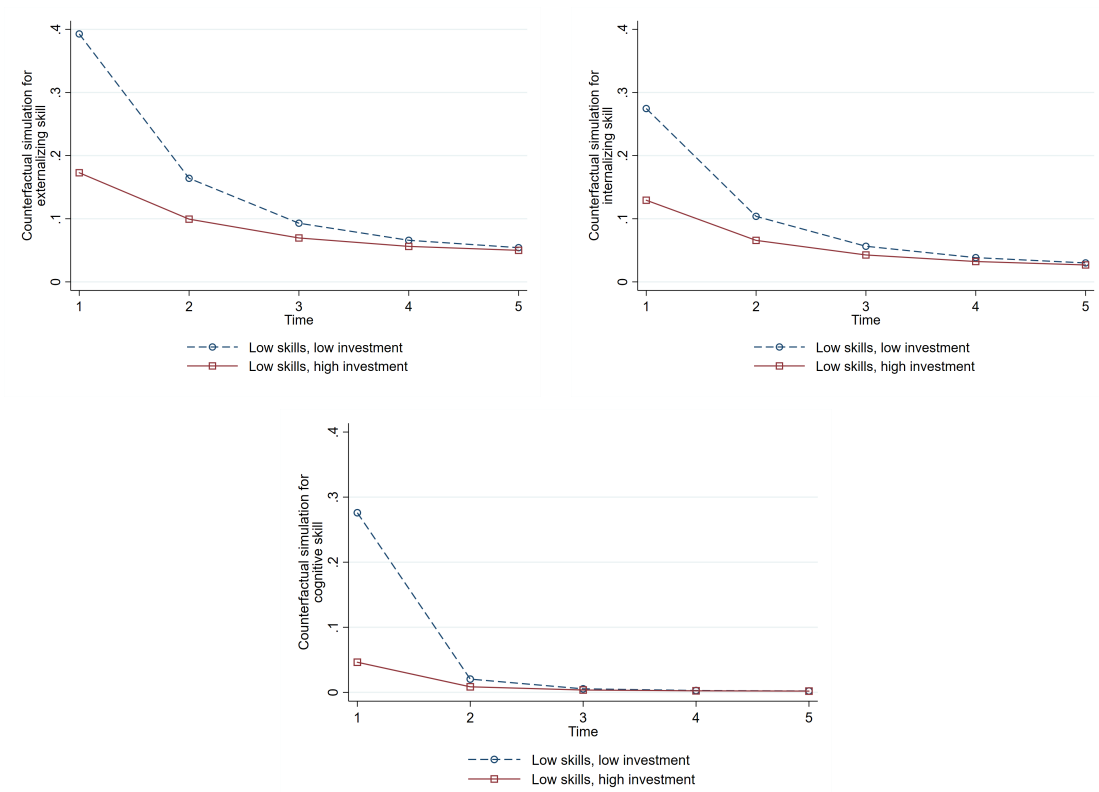 Counterfactual simulation for
externalizing skill
.4
.3
.2
.1
0
1 2 3 4 5
Time
Low skills, low investment
Low skills, high investment
Counterfactual simulation for
internalizing skill
.4
.3
.2
.1
0
1 2 3 4 5
Time
Low skills, low investment
Low skills, high investment
Counterfactual simulation for
cognitive skill
.4
.3
.2
.1
0
1 2 3 4 5
Time
Low skills, low investment
Low skills, high investment